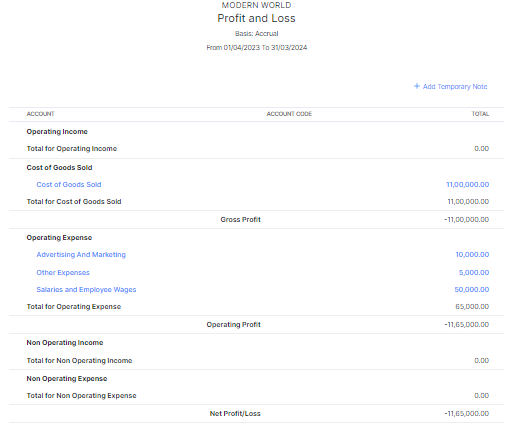 MODERN WORLD
Profit and Loss
Basis: Accrual
From 01/04/2023 To 31/03/2024
+ Add Temporary Note
ACCOUNT ACCOUNT CODE TOTAL
Operating Income
Total for Operating Income 0.00
Cost of Goods Sold
Cost of Goods Sold 11,00,000.00
Total for Cost of Goods Sold 11,00,000.00
Gross Profit -11,00,000.00
Operating Expense
Advertising And Marketing 10,000.00
Other Expenses 5,000.00
Salaries and Employee Wages 50,000.00
Total for Operating Expense 65,000.00
Operating Profit -11,65,000.00
Non Operating Income
Total for Non Operating Income 0.00
Non Operating Expense
Total for Non Operating Expense 0.00
Net Profit/Loss -11,65,000.00